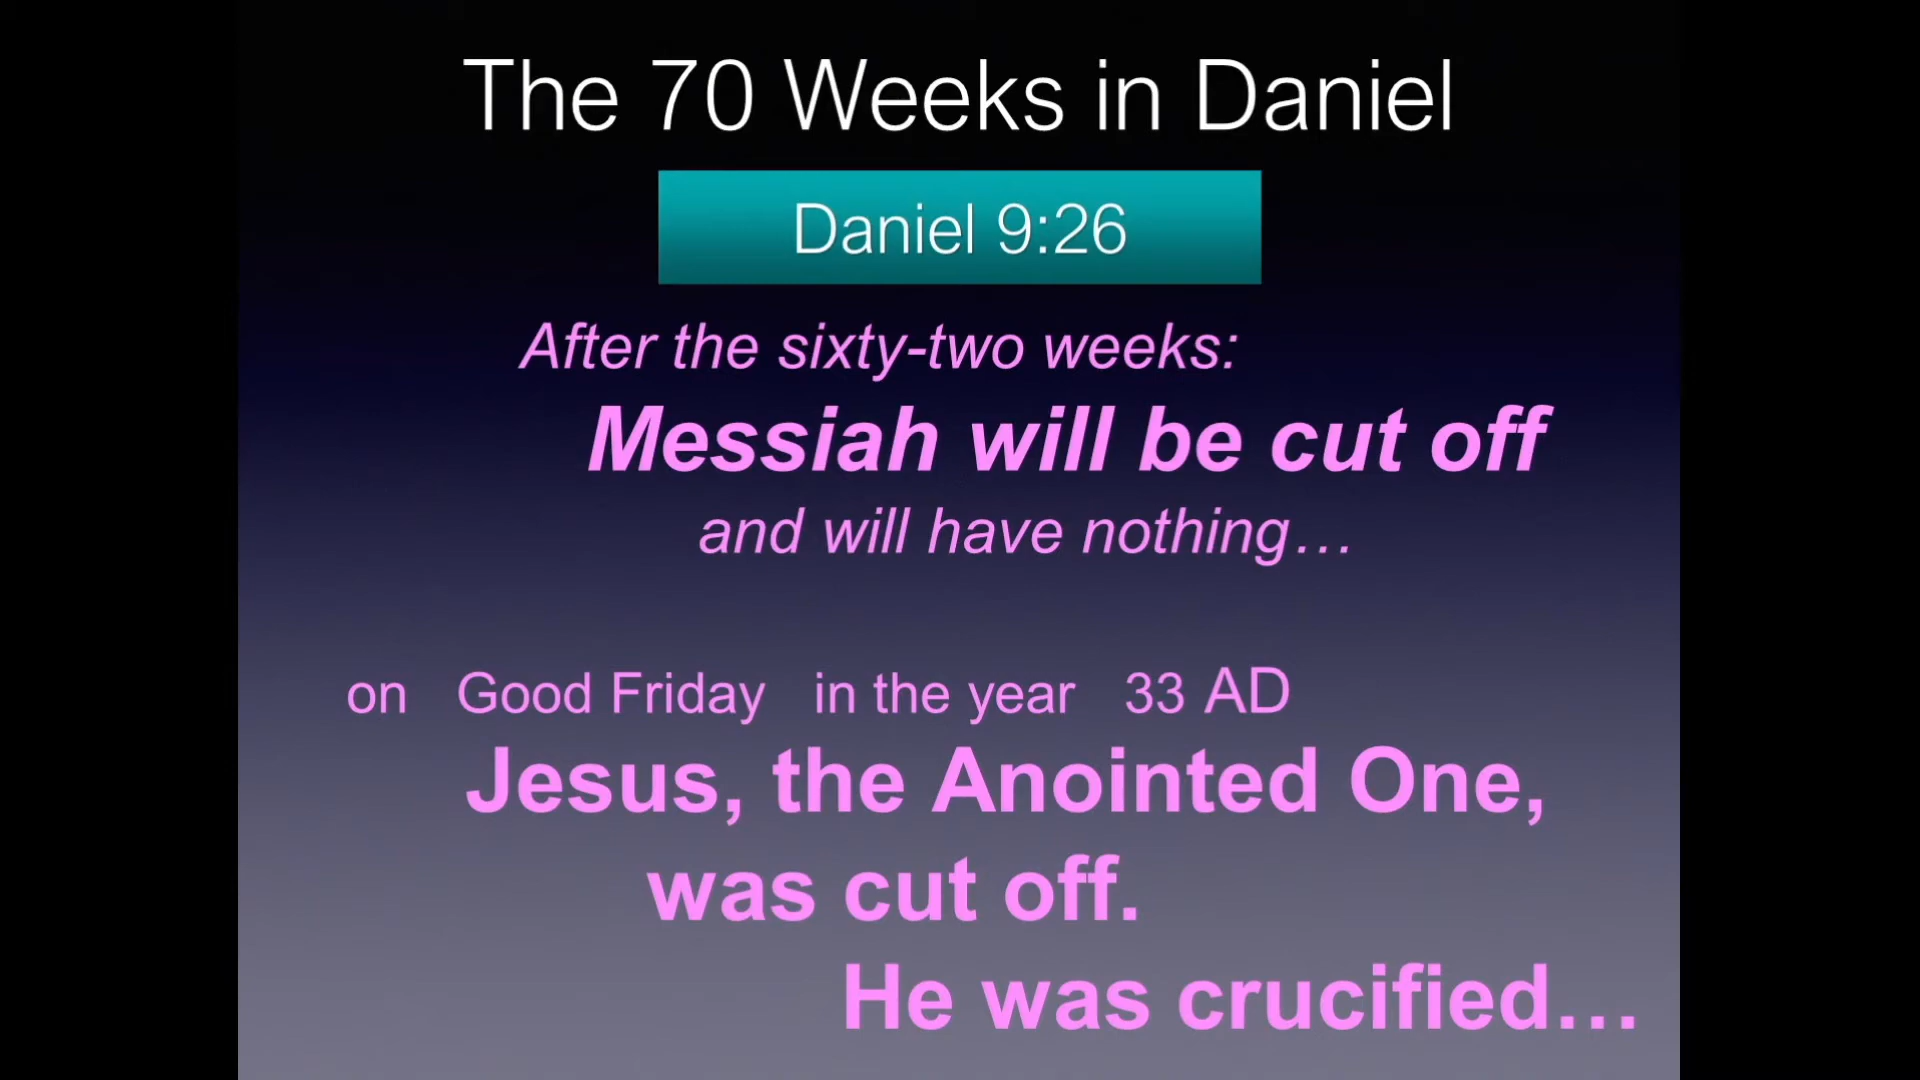 The 70 Weeks in Daniel
Daniel 9:26
After the sixty-two weeks:
Messiah will be cut off
and will have nothing…
on Good Friday in the year 33 AD
Jesus, the Anointed One,
was cut off.
He was crucified…